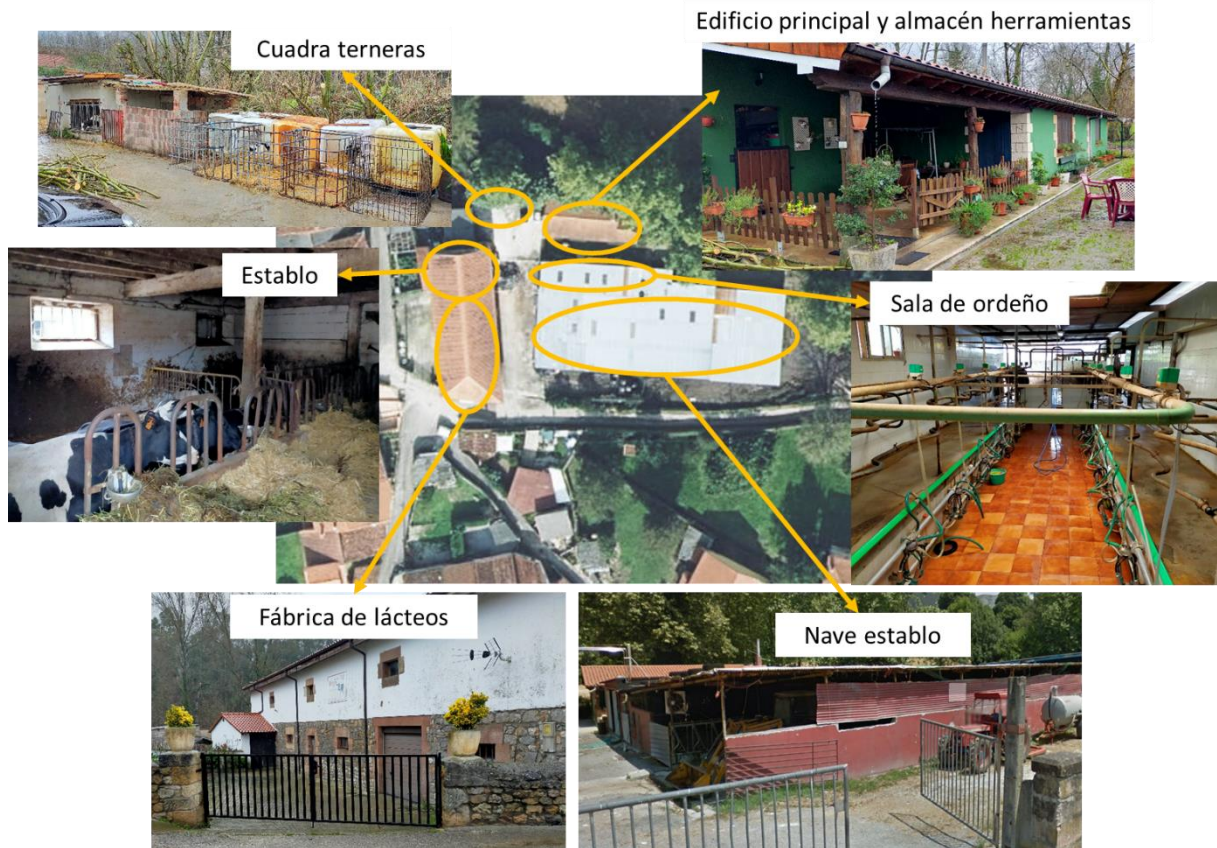 Edificio principal y almacén herramientas
Cuadra terneras
Establo
Sala de ordeño
Fábrica de lácteos
Nave establo